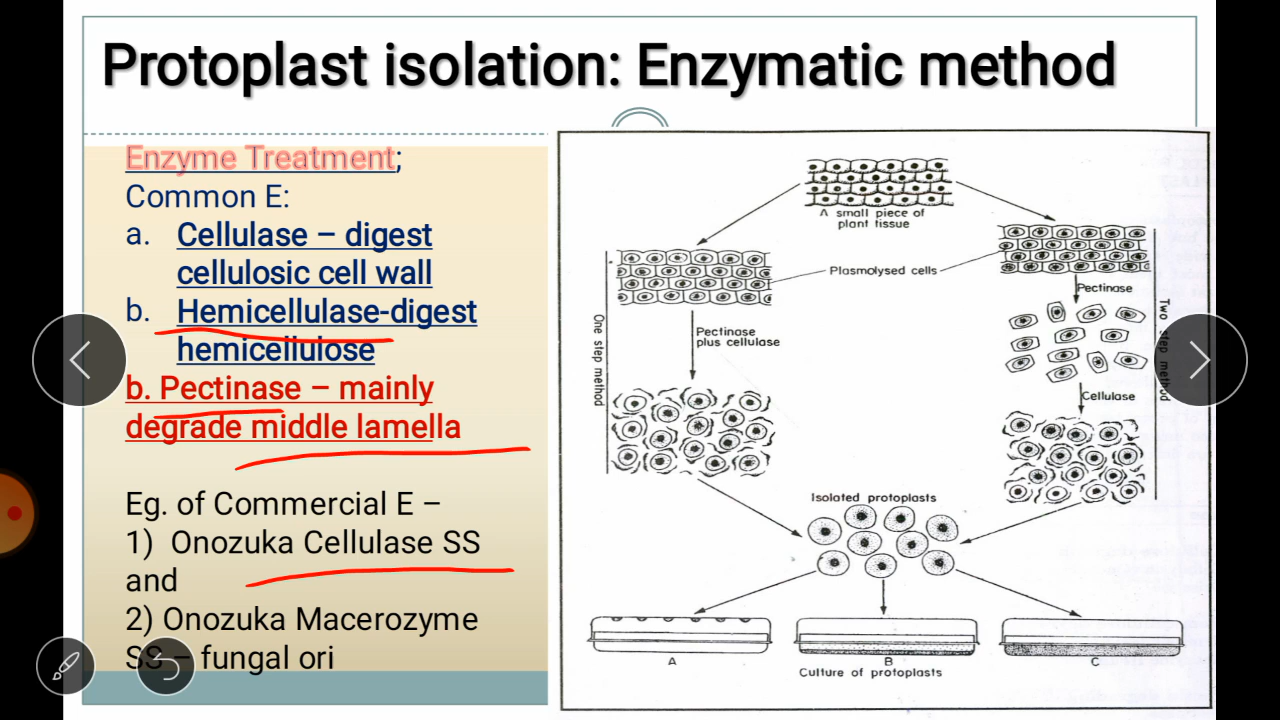 Protoplast isolation: Enzymatic method
Enzyme Treatment;
Common E:
a. Cellulase – digest
cellulosic cell wall
b. Hemicellulase-digest
hemicellulose
b. Pectinase – mainly
degrade middle lamella
Eg. of Commercial E –
1) Onozuka Cellulase SS
and
2) Onozuka Macerozyme
SS – fungal ori
A small piece of
plant tissue
Plasmolysed cells
Pectinase
plus cellulase
One step method
Pectinase
Cellulase
Two step method
Isolated protoplasts
A
B
C
Culture of protoplasts